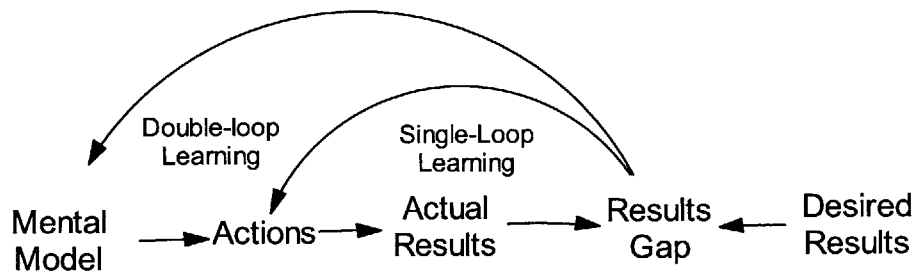 Double-loop
Learning
Single-Loop
Learning
Mental
Model
Actions
Actual
Results
Results
Gap
Desired
Results